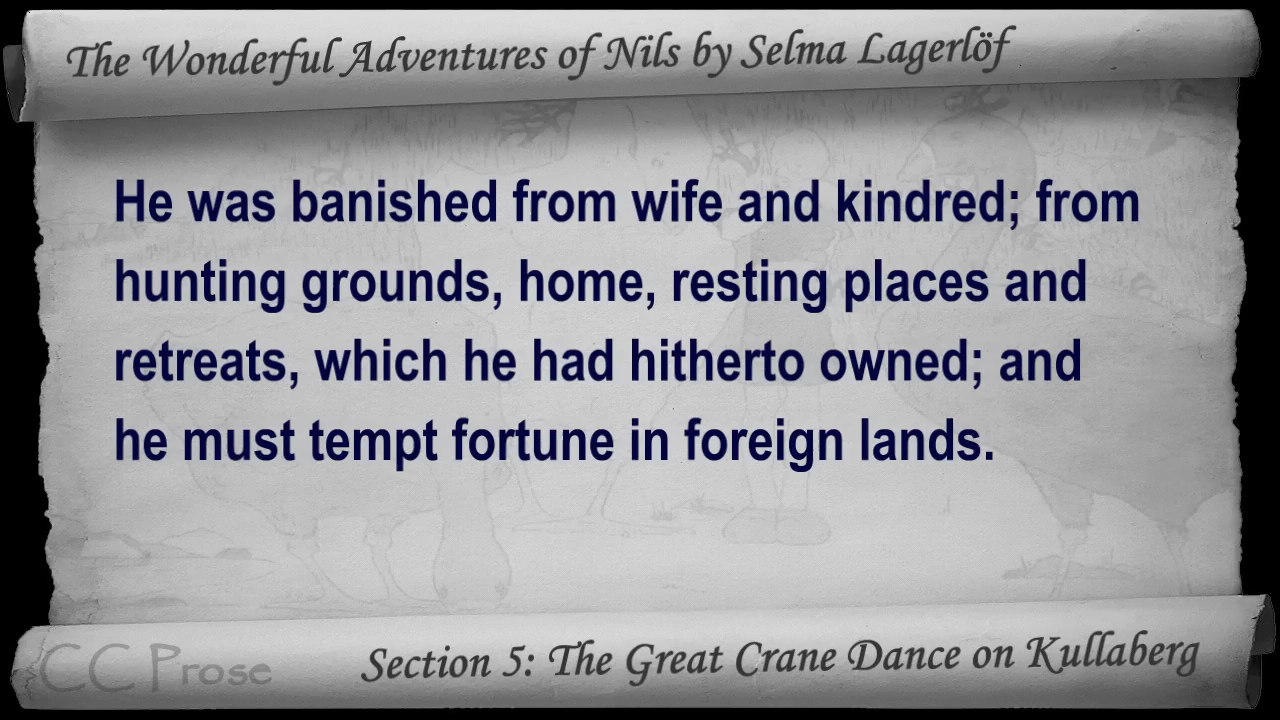 The Wonderful Adventures of Nils by Selma Lagerlöf
He was banished from wife and kindred; from
hunting grounds, home, resting places and
retreats, which he had hitherto owned; and
he must tempt fortune in foreign lands.
CC Prose
Section 5: The Great Crane Dance on Kullaberg